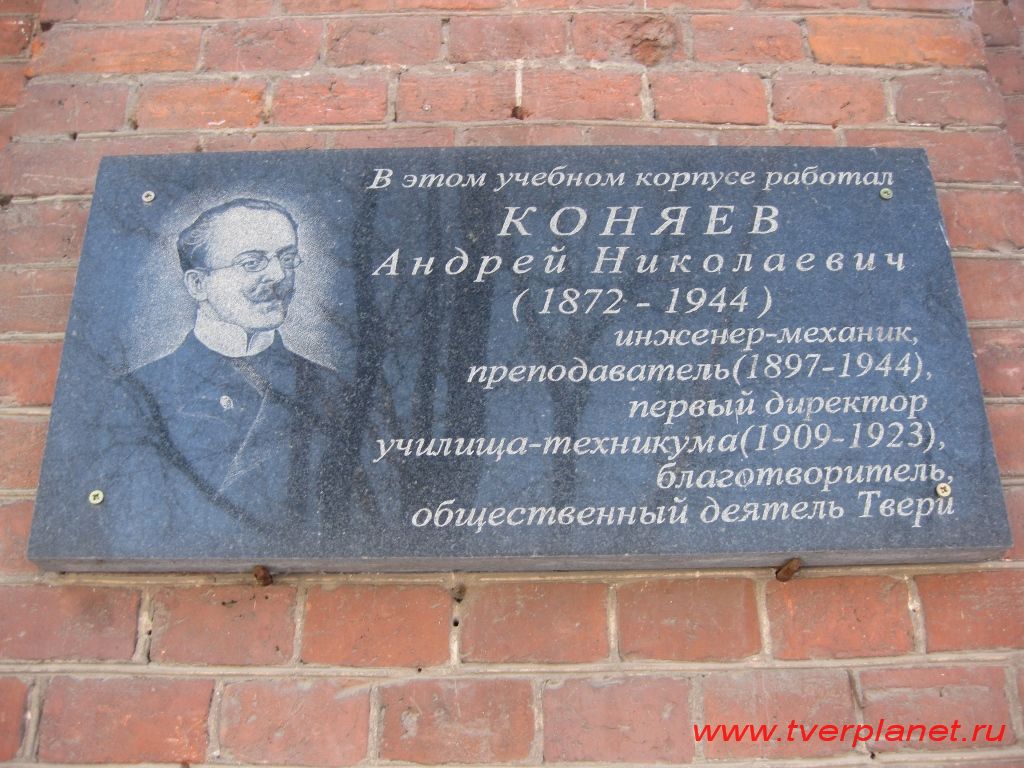 В этом учебном корпусе работал
КОНЯЕВ
Андрей Николаевич
(1872 - 1944)
инженер-механик,
преподаватель(1897-1944),
первый директор
училища-техникума(1909-1923),
благотворитель,
общественный деятель Твери
www.tverplanet.ru